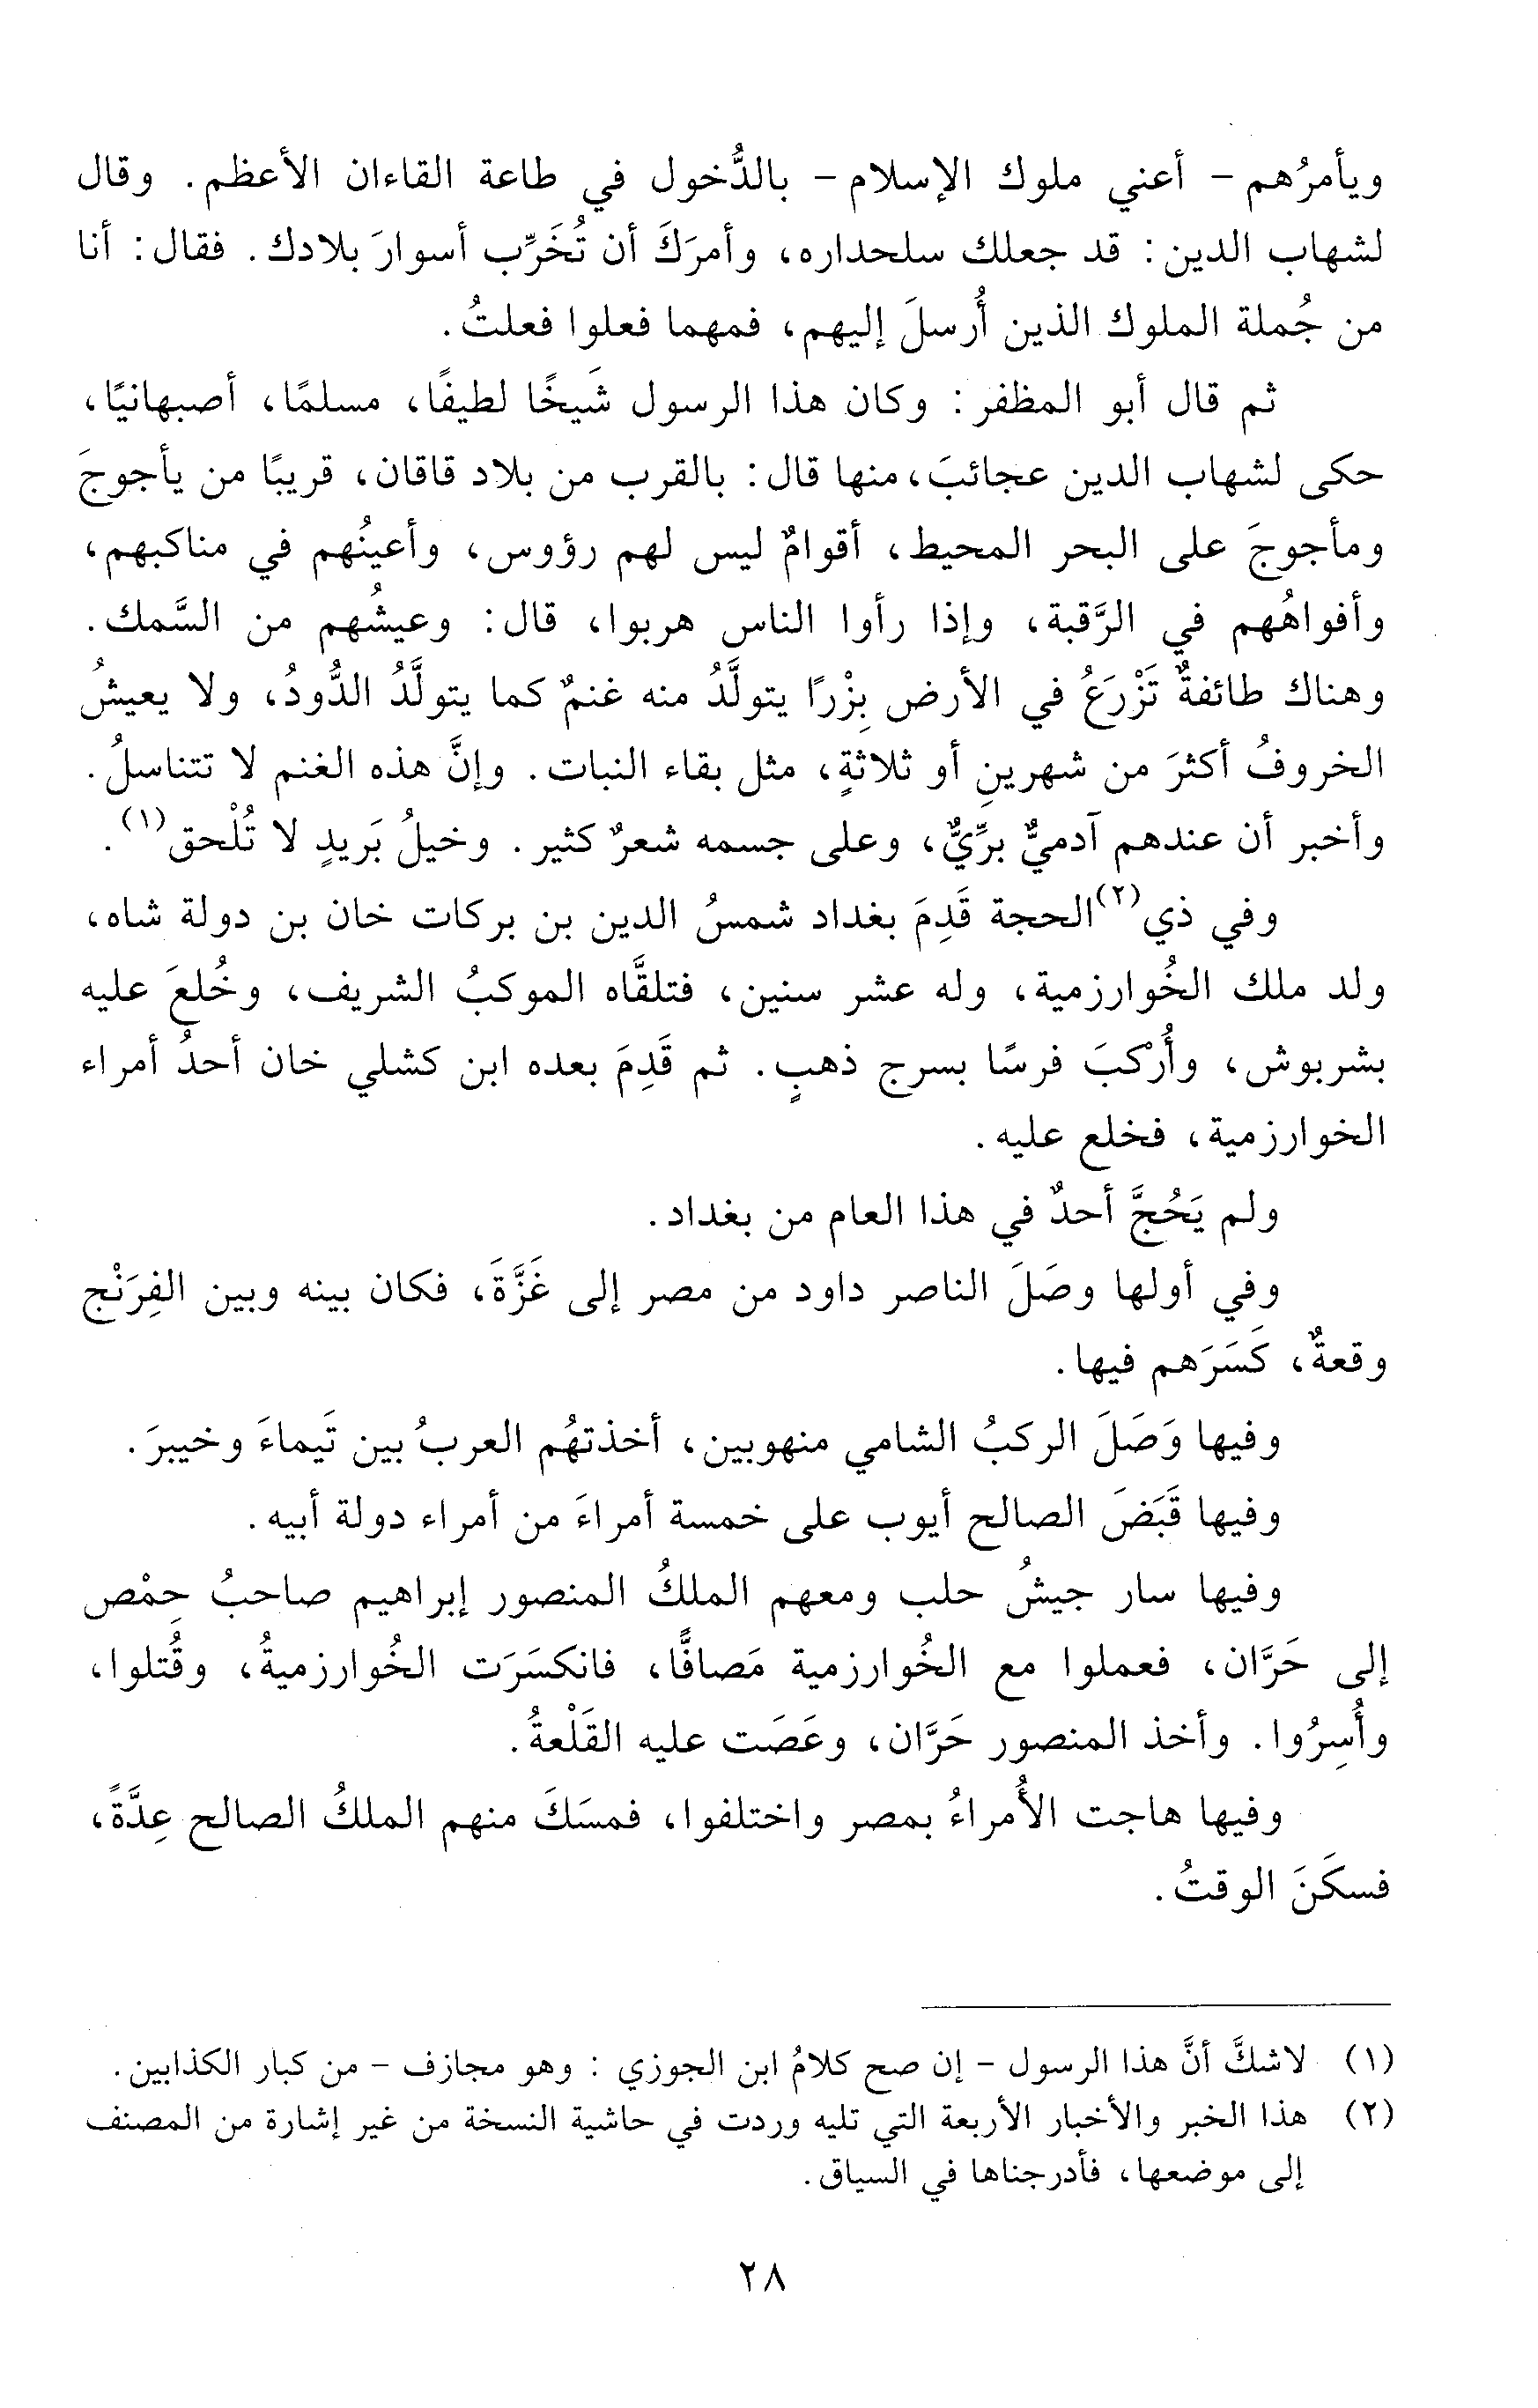 ويأمرُهم - أعني ملوك الإسلام - بالدُّخول في طاعة القاءان الأعظم. وقال
لشهاب الدين: قد جعلك سلحداره، وأمرَكَ أن تُخَرِّب أسوارَ بلادك. فقال: أنا
من جُملة الملوك الذين أُرسلَ إليهم، فمهما فعلوا فعلتُ.
ثم قال أبو المظفر: وكان هذا الرسول شَيخًا لطيفًا، مسلمًا، أصبهانيًا،
حكى لشهاب الدين عجائبَ، منها قال: بالقرب من بلاد قاقان، قريبًا من يأجوجَ
ومأجوجَ على البحر المحيط، أقوامٌ ليس لهم رؤوس، وأعينُهم في مناكبهم،
وأفواهُهم في الرَّقبة، وإذا رأوا الناس هربوا، قال: وعيشُهم من السَّمك.
وهناك طائفةٌ تَزْرَعُ في الأرض بِزْرًا يتولَّدُ منه غنمٌ كما يتولَّدُ الدُّودُ، ولا يعيشُ
الخروفُ أكثرَ من شهرينِ أو ثلاثةٍ، مثل بقاء النبات. وإنَّ هذه الغنم لا تتناسلُ.
وأخبر أن عندهم آدميٌّ برِّيٌّ، وعلى جسمه شعرٌ كثير. وخيلُ بَريدٍ لا تُلْحق(١).
وفي ذي(٢) الحجة قَدِمَ بغداد شمسُ الدين بن بركات خان بن دولة شاه،
ولد ملك الخُوارزمية، وله عشر سنين، فتلقَّاه الموكبُ الشريف، وخُلعَ عليه
بشربوش، وأُرْكبَ فرسًا بسرج ذهبٍ. ثم قَدِمَ بعده ابن كشلي خان أحدُ أمراء
الخوارزمية، فخلع عليه.
ولم يَحُجَّ أحدٌ في هذا العام من بغداد.
وفي أولها وصَلَ الناصر داود من مصر إلى غَزَّةَ، فكان بينه وبين الفِرَنْج
وقعةٌ، كَسَرَهم فيها.
وفيها وَصَلَ الركبُ الشامي منهوبين، أخذتهُم العربُ بين تَيماءَ وخيبرَ.
وفيها قَبَضَ الصالح أيوب على خمسة أمراءَ من أمراء دولة أبيه.
وفيها سار جيشُ حلب ومعهم الملكُ المنصور إبراهيم صاحبُ حِمْص
إلى حَرَّان، فعملوا مع الخُوارزمية مَصافًّا، فانكسَرَت الخُوارزميةُ، وقُتلوا،
وأُسِرُوا. وأخذ المنصور حَرَّان، وعَصَت عليه القَلْعةُ.
وفيها هاجت الأُمراءُ بمصر واختلفوا، فمسَكَ منهم الملكُ الصالح عِدَّةً،
فسكَنَ الوقتُ.
(١) لاشكَّ أنَّ هذا الرسول - إن صح كلامُ ابن الجوزي : وهو مجازف - من كبار الكذابين.
(٢) هذا الخبر والأخبار الأربعة التي تليه وردت في حاشية النسخة من غير إشارة من المصنف
إلى موضعها، فأدرجناها في السياق.
٢٨